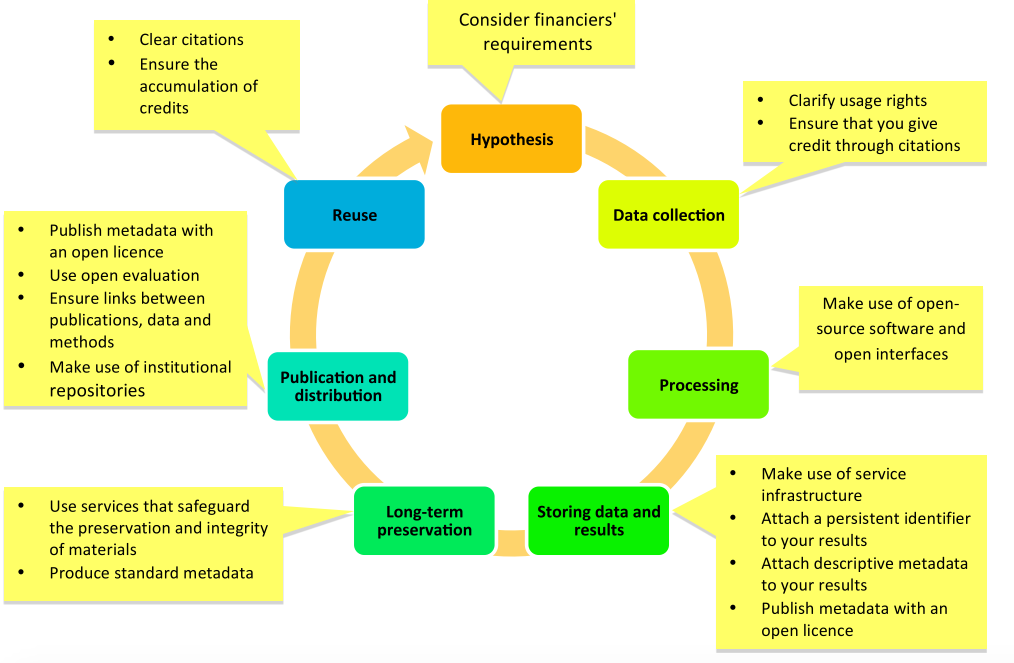 Consider financiers'
requirements
Hypothesis
• Clarify usage rights
• Ensure that you give
credit through citations
Data collection
Make use of open-
source software and
open interfaces
Processing
• Make use of service
infrastructure
• Attach a persistent identifier
to your results
• Attach descriptive metadata
to your results
• Publish metadata with an
open licence
Storing data and
results
• Use services that safeguard
the preservation and integrity
of materials
• Produce standard metadata
Long-term
preservation
• Publish metadata with
an open licence
• Use open evaluation
• Ensure links between
publications, data and
methods
• Make use of institutional
repositories
Publication and
distribution
• Clear citations
• Ensure the
accumulation of
credits
Reuse